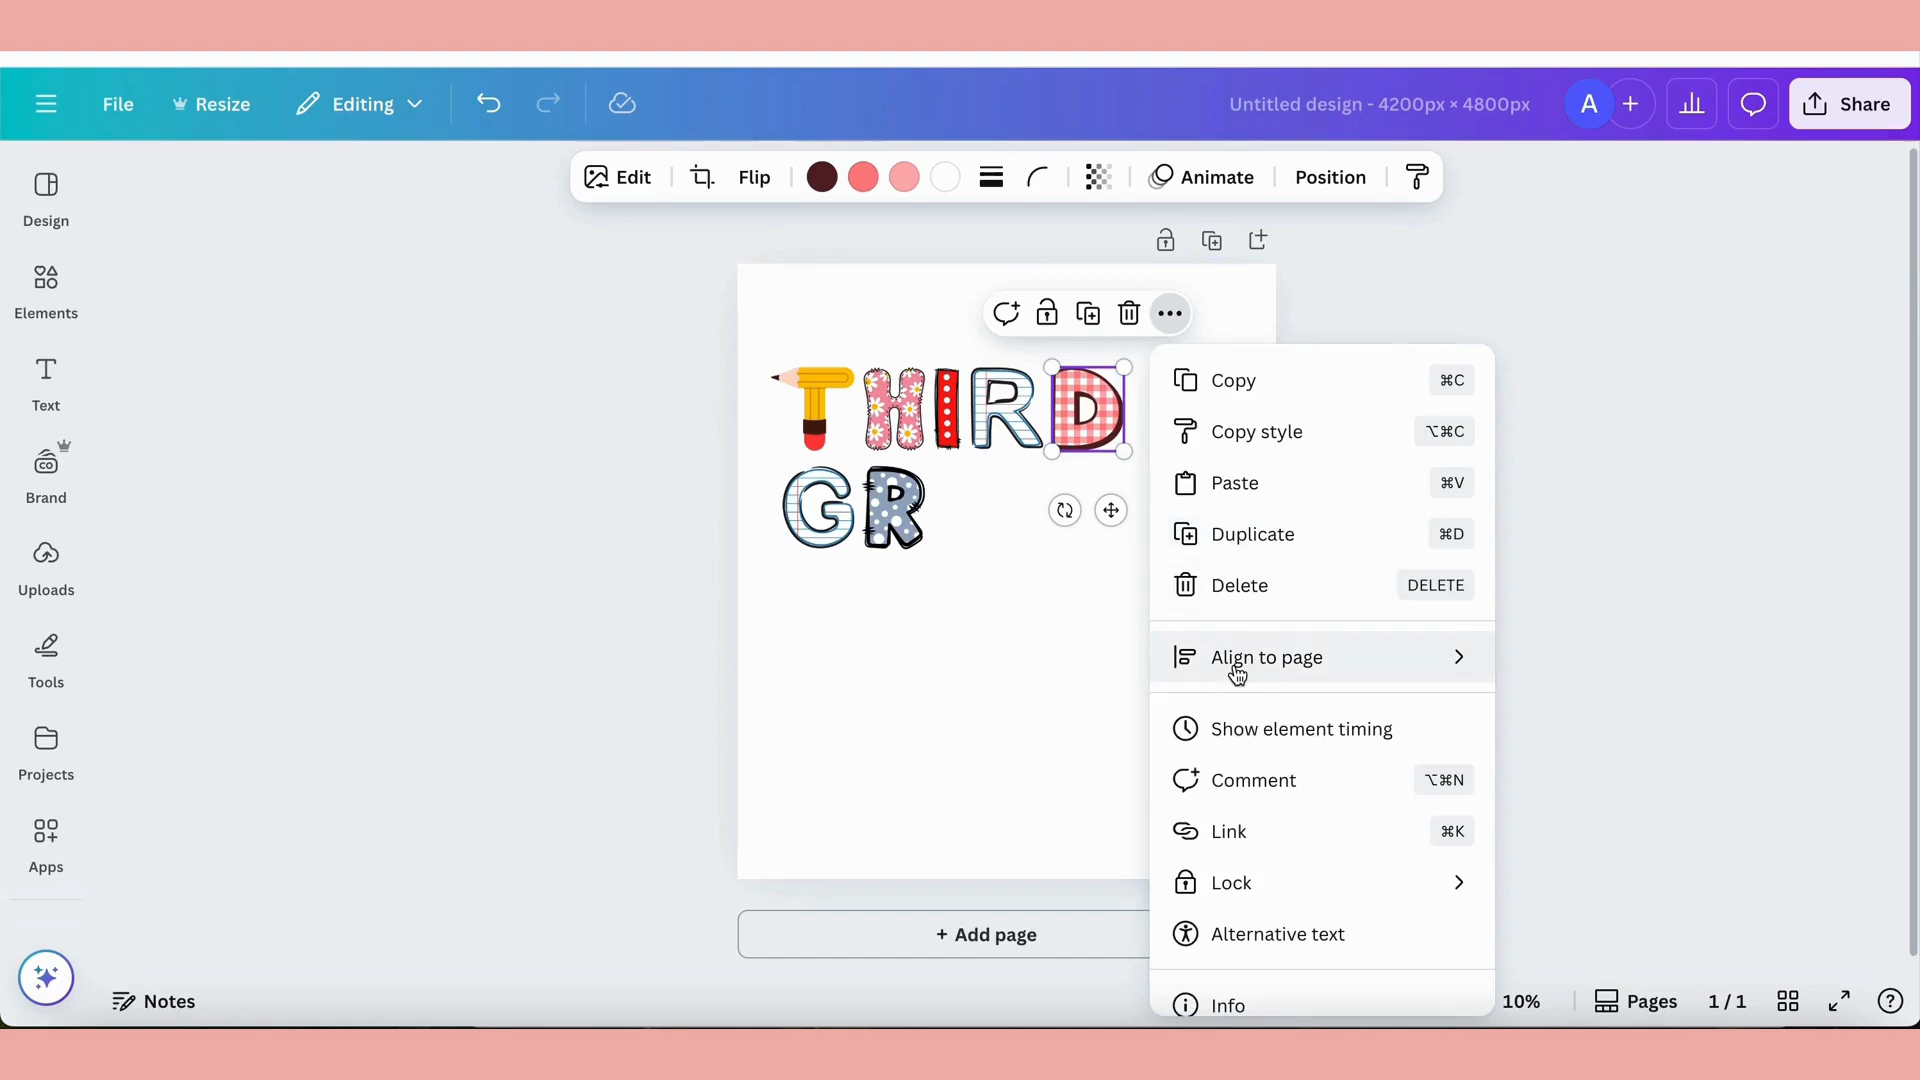 File
Resize
Editing
Untitled design - 4200px × 4800px
A
Share
Edit
Flip
Animate
Position
Design
Elements
Text
Brand
Uploads
Tools
Projects
Apps
THIRD
GR
Copy ⌘C
Copy style ⌥⌘C
Paste ⌘V
Duplicate ⌘D
Delete DELETE
Align to page
Show element timing
Comment ⌥⌘N
Link ⌘K
Lock
Alternative text
Info
+ Add page
Notes
10%
Pages
1 / 1